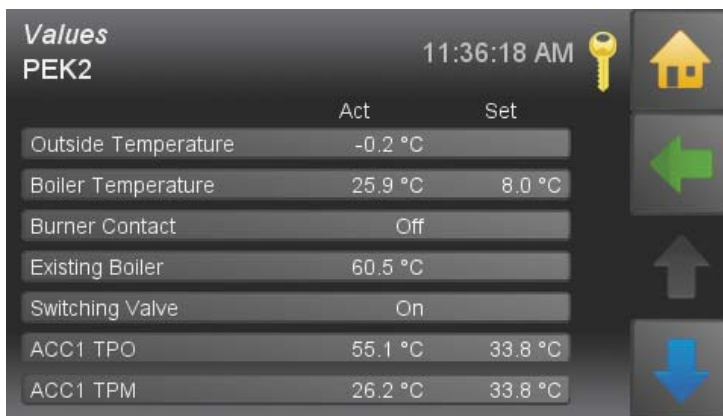 Values
PEK2
11:36:18 AM
Act Set
Outside Temperature -0.2 °C
Boiler Temperature 25.9 °C 8.0 °C
Burner Contact Off
Existing Boiler 60.5 °C
Switching Valve On
ACC1 TPO 55.1 °C 33.8 °C
ACC1 TPM 26.2 °C 33.8 °C